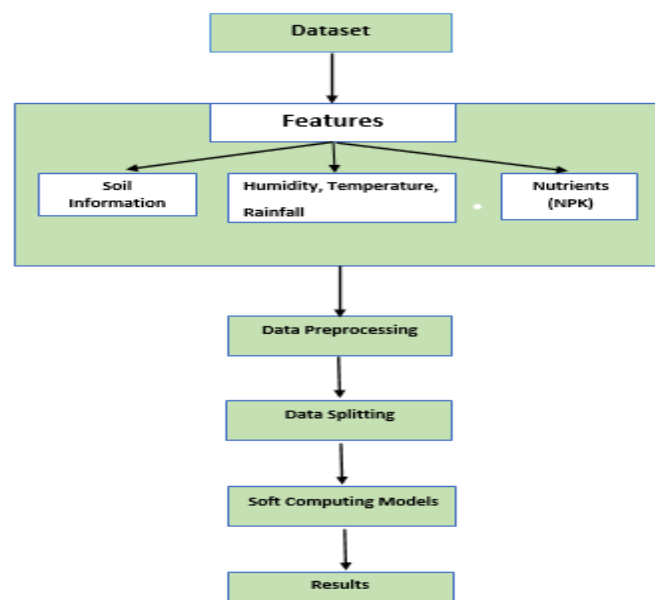 Dataset
Features
Soil
Information
Humidity, Temperature,
Rainfall
Nutrients
(NPK)
Data Preprocessing
Data Splitting
Soft Computing Models
Results